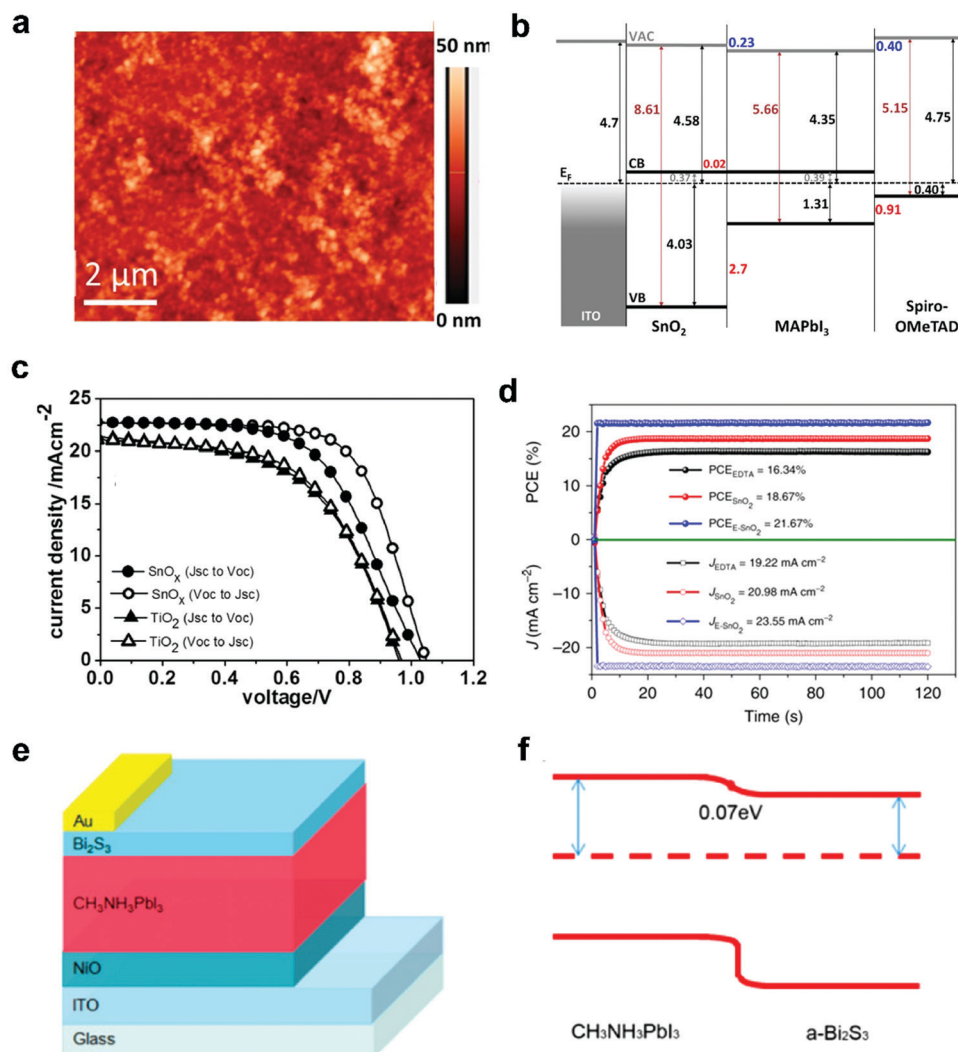 a
50 nm
2 μm
0 nm
b
VAC
0.23
0.40
4.7
8.61
4.58
5.66
4.35
5.15
4.75
CB
0.02
E_F
0.37
0.39
0.40
1.31
0.91
4.03
2.7
VB
ITO
SnO₂
MAPbI₃
Spiro-
OMeTAD
c
current density /mAcm⁻²
25
20
15
10
5
0
SnOₓ (Jsc to Voc)
SnOₓ (Voc to Jsc)
TiO₂ (Jsc to Voc)
TiO₂ (Voc to Jsc)
0.0 0.2 0.4 0.6 0.8 1.0 1.2
voltage/V
d
PCE (%)
20
10
0
PCE_EDTA = 16.34%
PCE_SnO₂ = 18.67%
PCE_E-SnO₂ = 21.67%
J (mA cm⁻²)
−10
−20
J_EDTA = 19.22 mA cm⁻²
J_SnO₂ = 20.98 mA cm⁻²
J_E-SnO₂ = 23.55 mA cm⁻²
0 20 40 60 80 100 120
Time (s)
e
Au
Bi₂S₃
CH₃NH₃PbI₃
NiO
ITO
Glass
f
0.07eV
CH₃NH₃PbI₃
a-Bi₂S₃